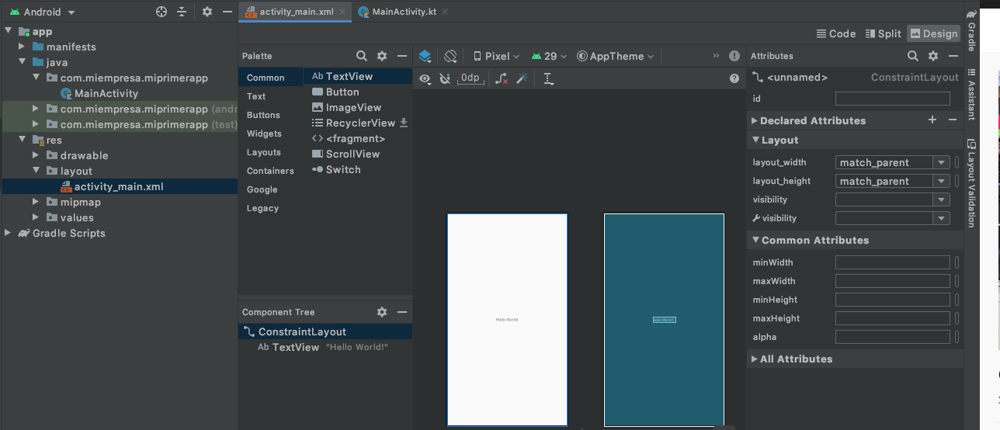 Android
activity_main.xml
MainActivity.kt
app
manifests
java
com.miempresa.miprimerapp
MainActivity
com.miempresa.miprimerapp (andr
com.miempresa.miprimerapp (test)
res
drawable
layout
activity_main.xml
mipmap
values
Gradle Scripts
Code
Split
Design
Palette
Common
Text
Buttons
Widgets
Layouts
Containers
Google
Legacy
Ab TextView
Button
ImageView
RecyclerView
<fragment>
ScrollView
Switch
Component Tree
ConstraintLayout
Ab TextView "Hello World!"
Pixel
29
AppTheme
»
0dp
Hello World!
Hello World!
Attributes
<unnamed>
ConstraintLayout
id
Declared Attributes
Layout
layout_width match_parent
layout_height match_parent
visibility
visibility
Common Attributes
minWidth
maxWidth
minHeight
maxHeight
alpha
All Attributes
Gradle
Assistant
Layout Validation